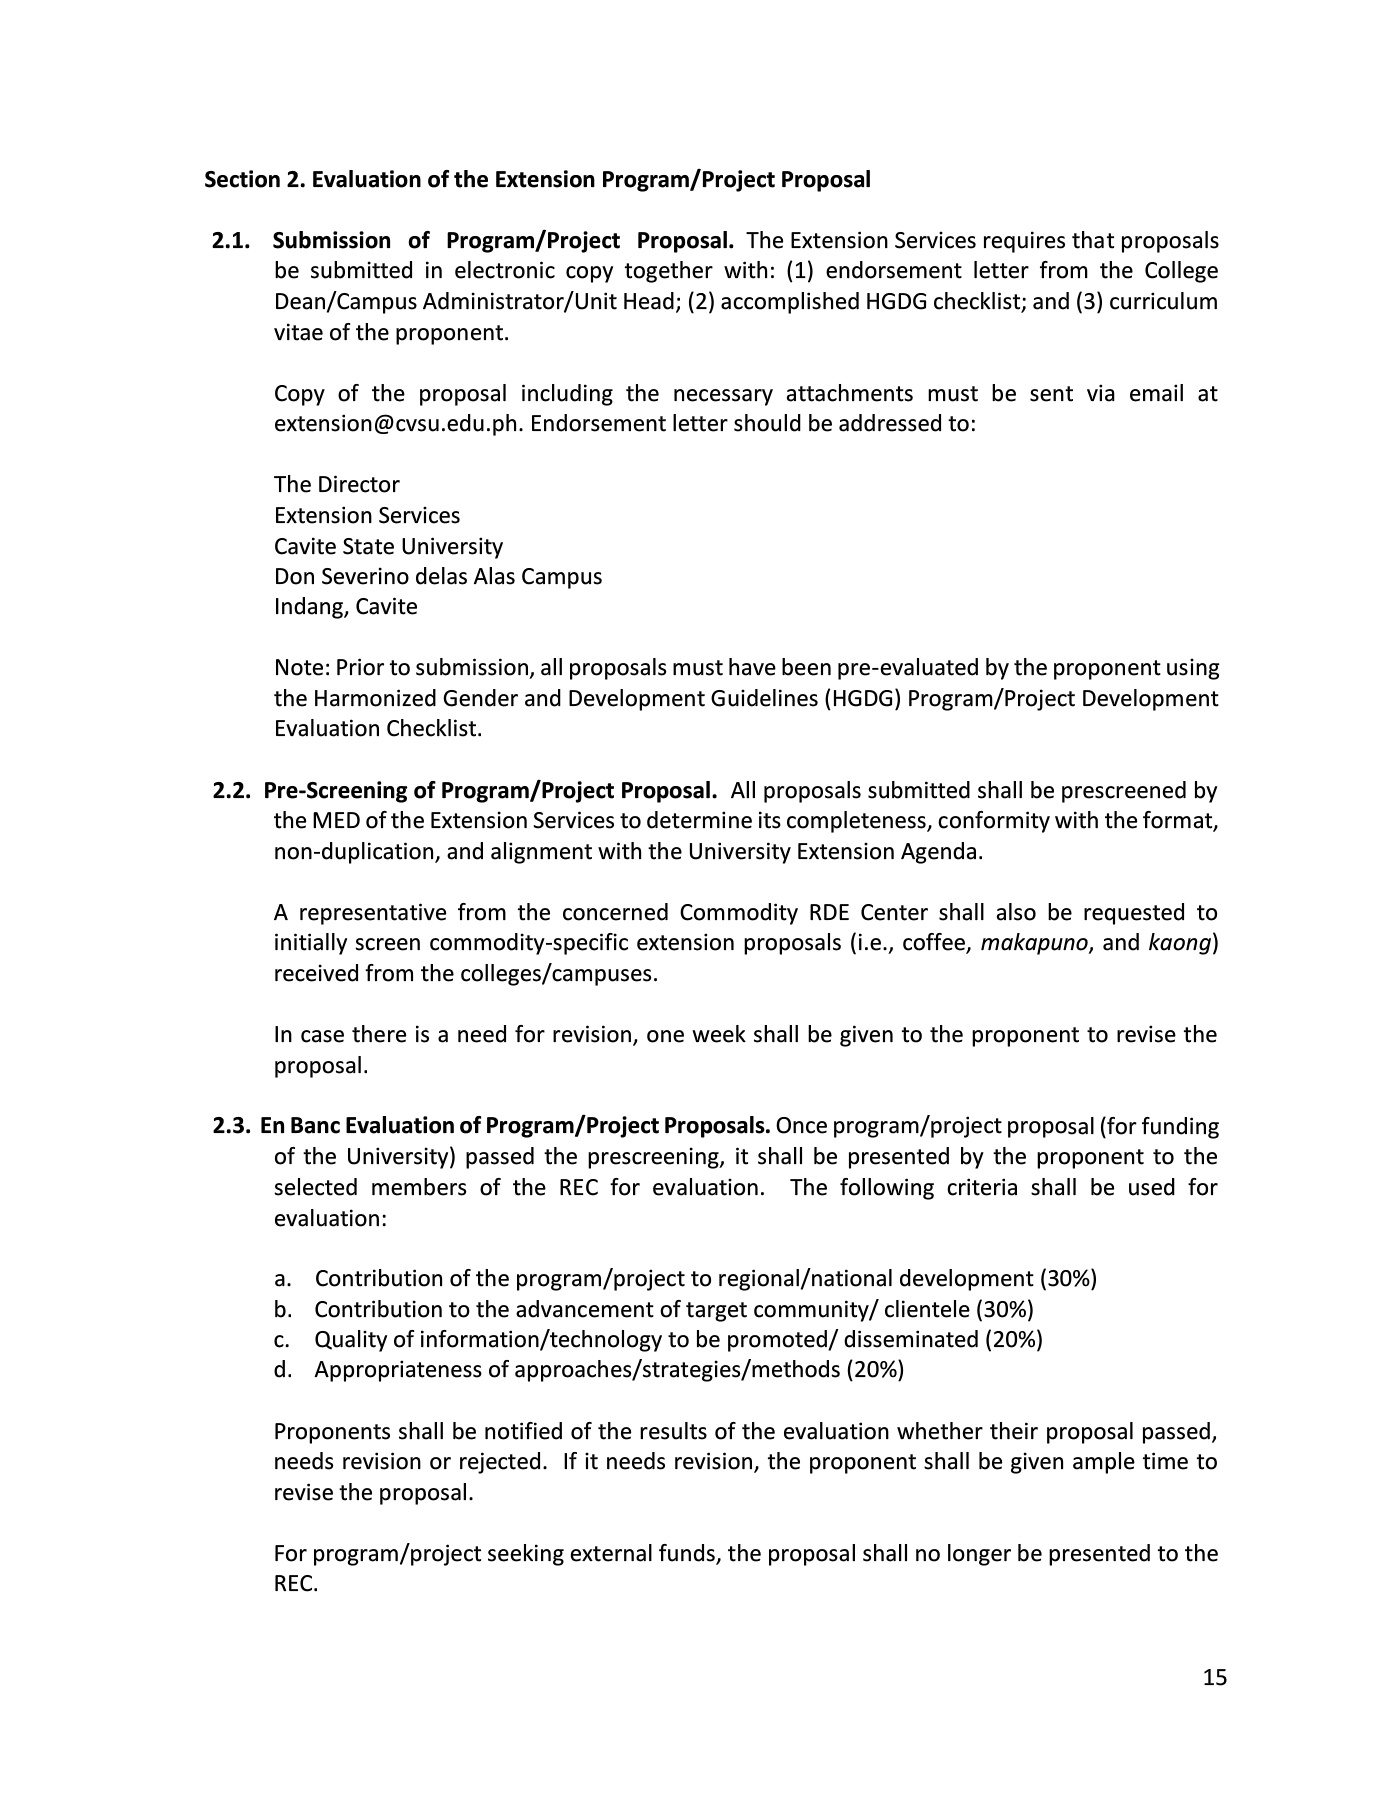 Section 2. Evaluation of the Extension Program/Project Proposal
2.1. Submission of Program/Project Proposal. The Extension Services requires that proposals
be submitted in electronic copy together with: (1) endorsement letter from the College
Dean/Campus Administrator/Unit Head; (2) accomplished HGDG checklist; and (3) curriculum
vitae of the proponent.
Copy of the proposal including the necessary attachments must be sent via email at
extension@cvsu.edu.ph. Endorsement letter should be addressed to:
The Director
Extension Services
Cavite State University
Don Severino delas Alas Campus
Indang, Cavite
Note: Prior to submission, all proposals must have been pre-evaluated by the proponent using
the Harmonized Gender and Development Guidelines (HGDG) Program/Project Development
Evaluation Checklist.
2.2. Pre-Screening of Program/Project Proposal. All proposals submitted shall be prescreened by
the MED of the Extension Services to determine its completeness, conformity with the format,
non-duplication, and alignment with the University Extension Agenda.
A representative from the concerned Commodity RDE Center shall also be requested to
initially screen commodity-specific extension proposals (i.e., coffee, makapuno, and kaong)
received from the colleges/campuses.
In case there is a need for revision, one week shall be given to the proponent to revise the
proposal.
2.3. En Banc Evaluation of Program/Project Proposals. Once program/project proposal (for funding
of the University) passed the prescreening, it shall be presented by the proponent to the
selected members of the REC for evaluation. The following criteria shall be used for
evaluation:
a. Contribution of the program/project to regional/national development (30%)
b. Contribution to the advancement of target community/ clientele (30%)
c. Quality of information/technology to be promoted/ disseminated (20%)
d. Appropriateness of approaches/strategies/methods (20%)
Proponents shall be notified of the results of the evaluation whether their proposal passed,
needs revision or rejected. If it needs revision, the proponent shall be given ample time to
revise the proposal.
For program/project seeking external funds, the proposal shall no longer be presented to the
REC.
15